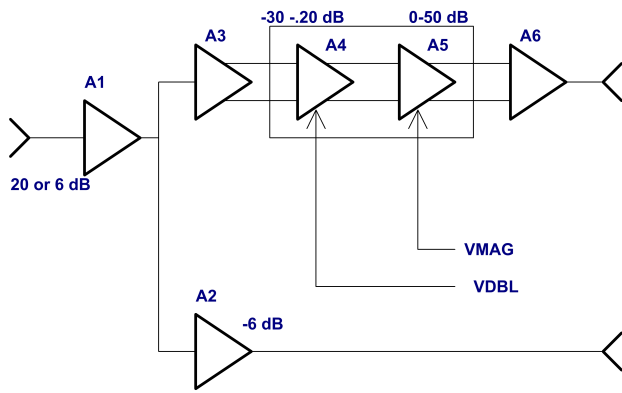 -30 -.20 dB
0-50 dB
A3
A4
A5
A6
A1
20 or 6 dB
VMAG
VDBL
A2
-6 dB